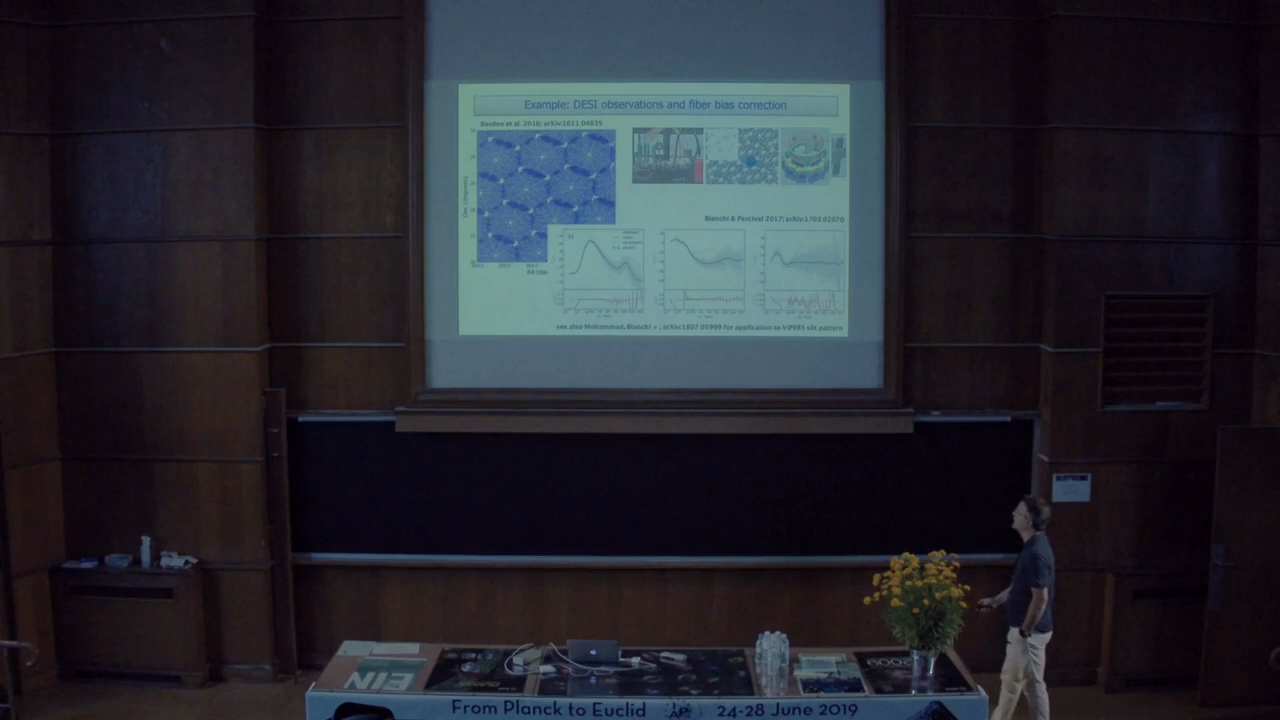 Example: DESI observations and fiber bias correction
Burden et al. 2016; arXiv:1611.04635
Dec [degrees]
Bianchi & Percival 2017; arXiv:1703.02070
see also Mohammad, Bianchi + ; arXiv:1807.05999 for application to VIPERS slit pattern
From Planck to Euclid
24-28 June 2019